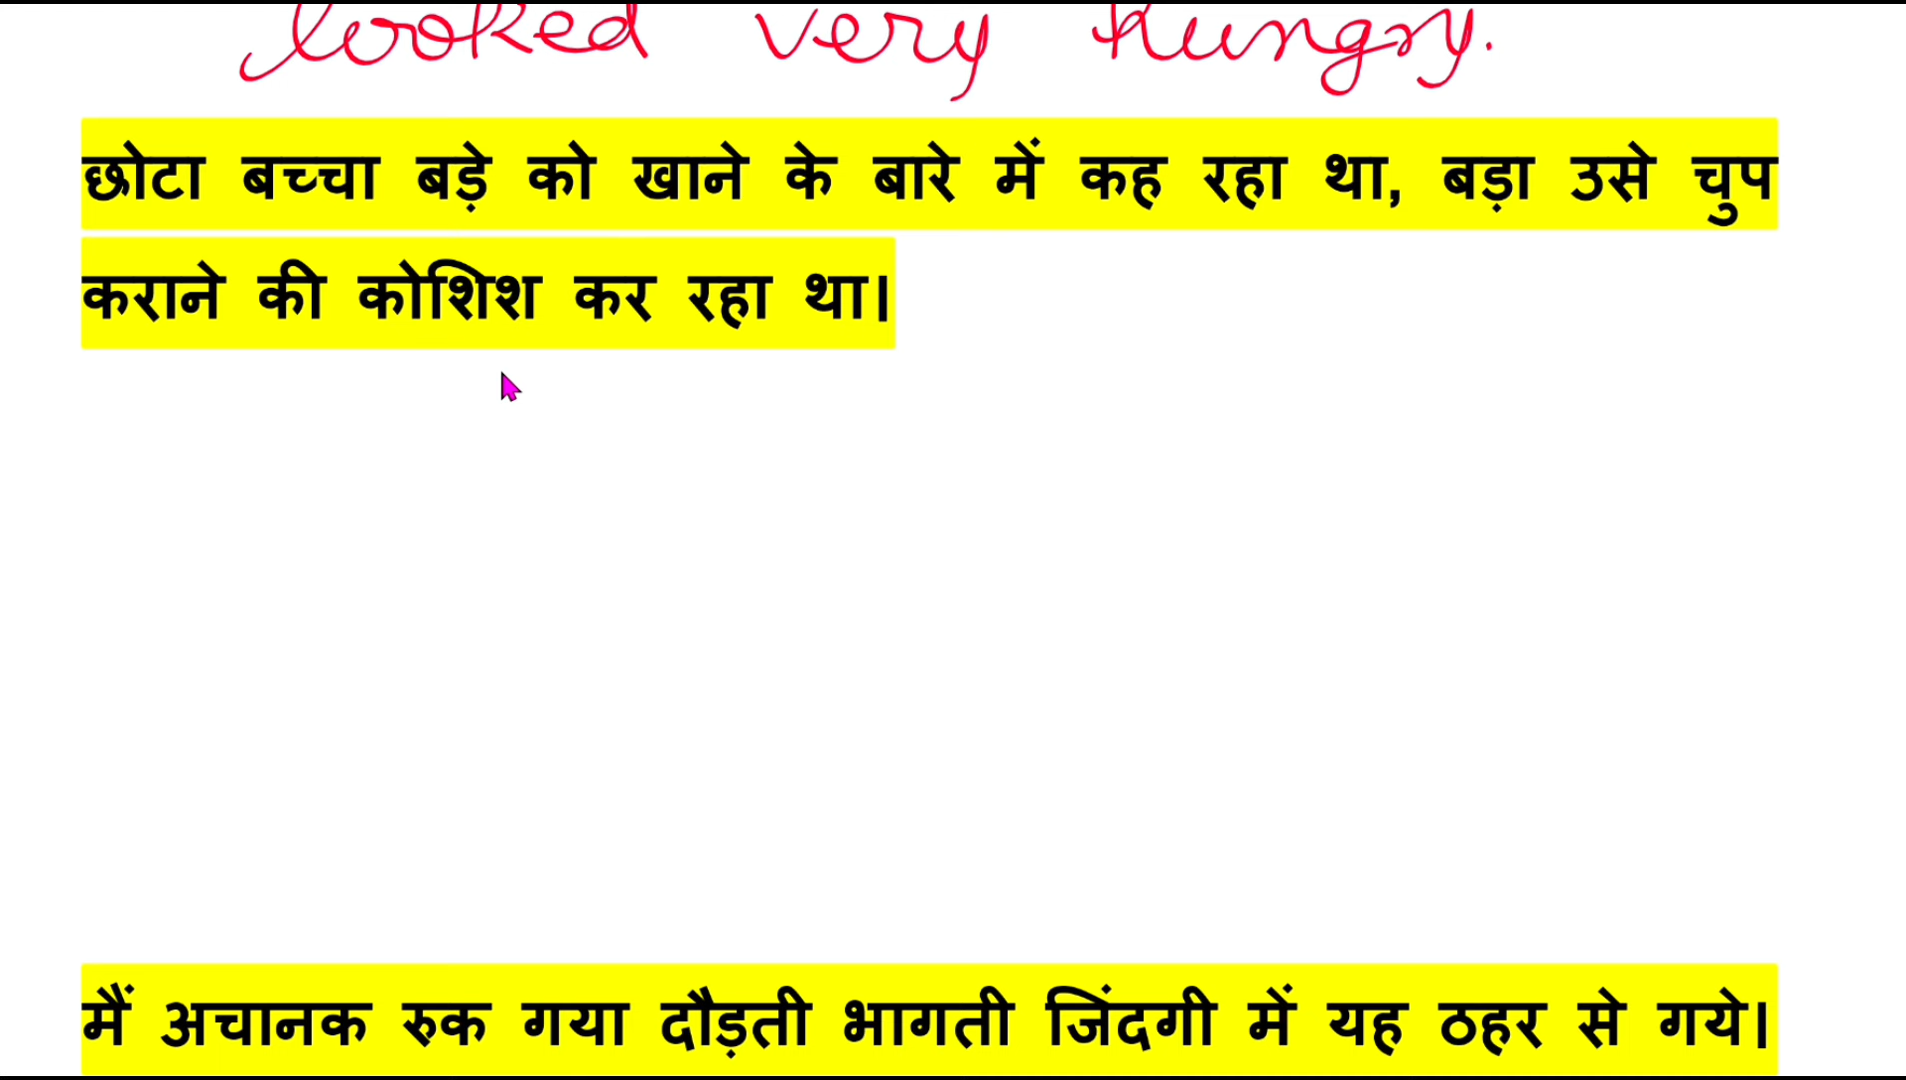 looked very hungry.
छोटा बच्चा बड़े को खाने के बारे में कह रहा था, बड़ा उसे चुप
कराने की कोशिश कर रहा था।
मैं अचानक रुक गया दौड़ती भागती जिंदगी में यह ठहर से गये।